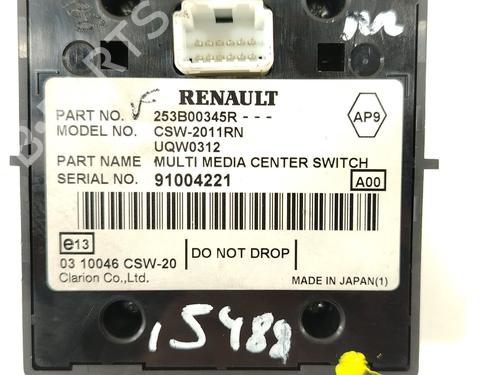 RENAULT
PART NO. 253B00345R - - -
AP9
MODEL NO. CSW-2011RN
UQW0312
PART NAME MULTI MEDIA CENTER SWITCH
SERIAL NO. 91004221
A00
e13
DO NOT DROP
03 10046 CSW-20
Clarion Co.,Ltd.
MADE IN JAPAN(1)
15488